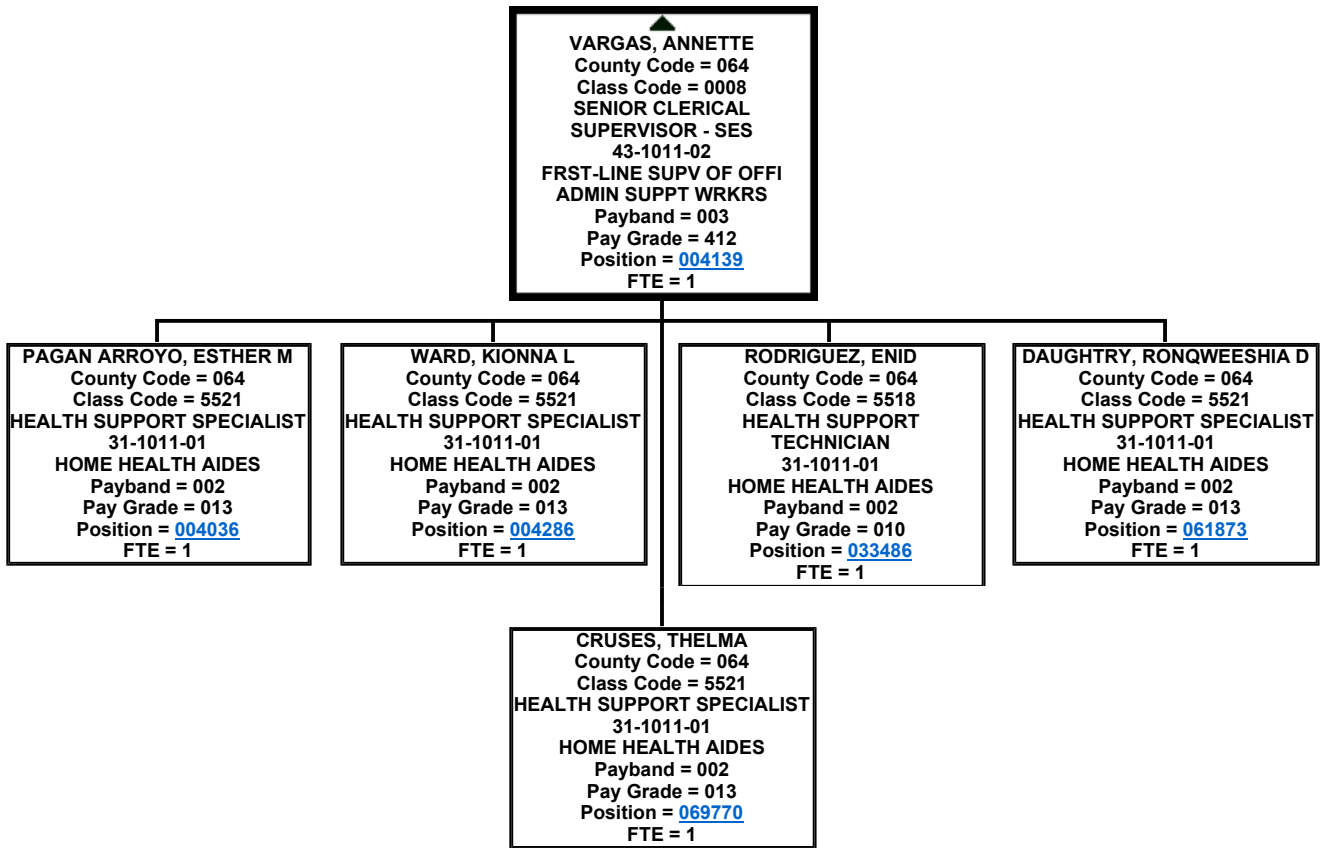 VARGAS, ANNETTE
County Code = 064
Class Code = 0008
SENIOR CLERICAL
SUPERVISOR - SES
43-1011-02
FRST-LINE SUPV OF OFFI
ADMIN SUPPT WRKRS
Payband = 003
Pay Grade = 412
Position = 004139
FTE = 1
PAGAN ARROYO, ESTHER M
County Code = 064
Class Code = 5521
HEALTH SUPPORT SPECIALIST
31-1011-01
HOME HEALTH AIDES
Payband = 002
Pay Grade = 013
Position = 004036
FTE = 1
WARD, KIONNA L
County Code = 064
Class Code = 5521
HEALTH SUPPORT SPECIALIST
31-1011-01
HOME HEALTH AIDES
Payband = 002
Pay Grade = 013
Position = 004286
FTE = 1
RODRIGUEZ, ENID
County Code = 064
Class Code = 5518
HEALTH SUPPORT
TECHNICIAN
31-1011-01
HOME HEALTH AIDES
Payband = 002
Pay Grade = 010
Position = 033486
FTE = 1
DAUGHTRY, RONQWEESHIA D
County Code = 064
Class Code = 5521
HEALTH SUPPORT SPECIALIST
31-1011-01
HOME HEALTH AIDES
Payband = 002
Pay Grade = 013
Position = 061873
FTE = 1
CRUSES, THELMA
County Code = 064
Class Code = 5521
HEALTH SUPPORT SPECIALIST
31-1011-01
HOME HEALTH AIDES
Payband = 002
Pay Grade = 013
Position = 069770
FTE = 1